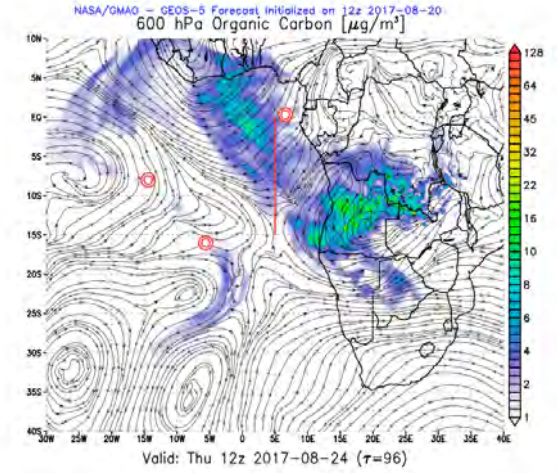 NASA/GMAO - GEOS-5 Forecast Initialized on 12z 2017-08-20
600 hPa Organic Carbon [μg/m³]
10N
5N
EQ
5S
10S
15S
20S
25S
30S
35S
40S
30W 25W 20W 15W 10W 5W 0 5E 10E 15E 20E 25E 30E 35E 40E
128
64
45
32
22
16
10
8
6
4
2
1
Valid: Thu 12z 2017-08-24 (τ=96)